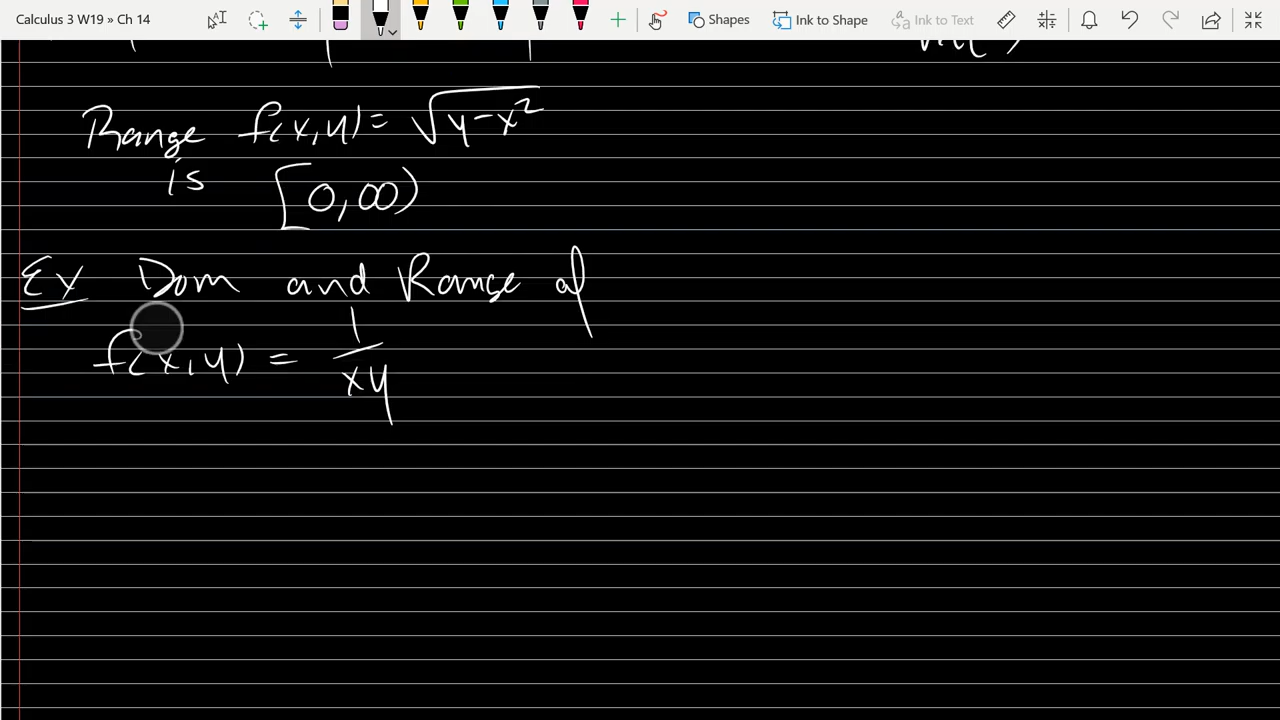 Calculus 3 W19 » Ch 14
Shapes
Ink to Shape
Ink to Text
Range f(x,y) = √(y-x²)
is [0,∞)
Ex Dom and Range of
f(x,y) = 1/xy